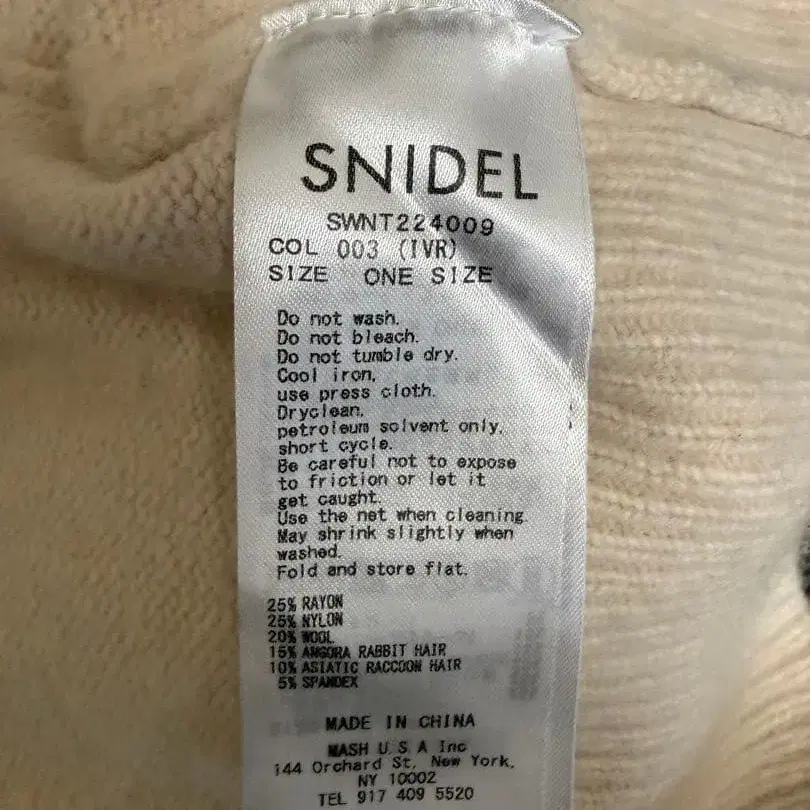 SNIDEL
SWNT224009
COL 003 (IVR)
SIZE ONE SIZE
Do not wash.
Do not bleach.
Do not tumble dry.
Cool iron,
use press cloth.
Dryclean,
petroleum solvent only,
short cycle.
Be careful not to expose
to friction or let it
get caught.
Use the net when cleaning.
May shrink slightly when
washed.
Fold and store flat.
25% RAYON
25% NYLON
20% WOOL
15% ANGORA RABBIT HAIR
10% ASIATIC RACCOON HAIR
5% SPANDEX
MADE IN CHINA
MASH U.S.A Inc
144 Orchard St, New York,
NY 10002
TEL 917 409 5520